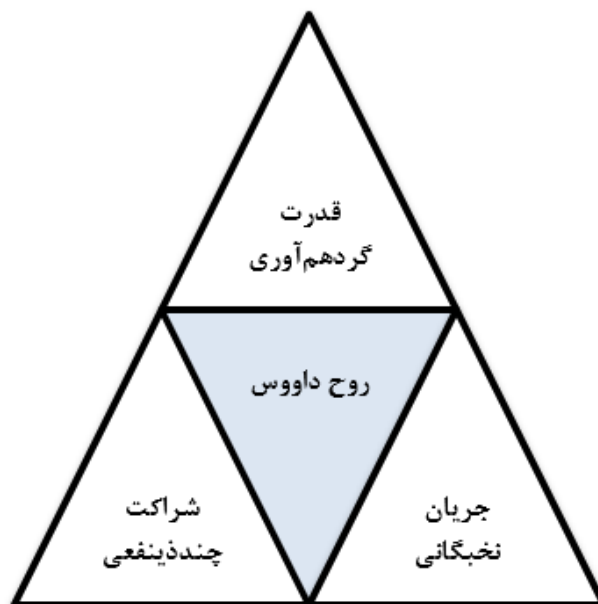 قدرت
گردهم‌آوری
روح داووس
جریان
نخبگانی
شراکت
چندذینفعی